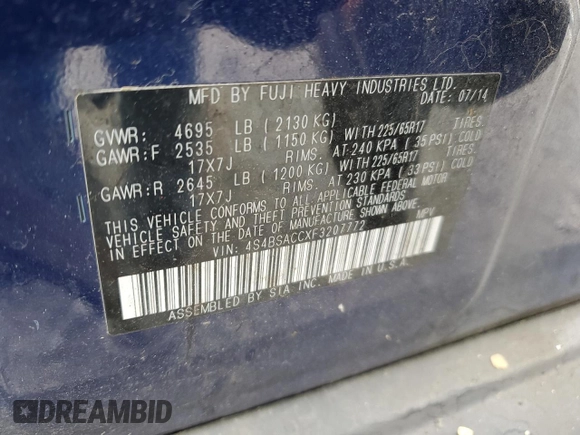 MFD BY FUJI HEAVY INDUSTRIES LTD.
DATE: 07/14
GVWR: 4695 LB (2130 KG)
GAWR:F 2535 LB (1150 KG) WITH 225/65R17 TIRES.
17X7J RIMS. AT 240 KPA (35 PSI) COLD
GAWR:R 2645 LB (1200 KG) WITH 225/65R17 TIRES.
17X7J RIMS. AT 230 KPA (33 PSI) COLD
THIS VEHICLE CONFORMS TO ALL APPLICABLE FEDERAL MOTOR
VEHICLE SAFETY AND THEFT PREVENTION STANDARDS IN
EFFECT ON THE DATE OF MANUFACTURE SHOWN ABOVE.
VIN: 4S4BSACCXF3207772 MPV
ASSEMBLED BY SIA INC. MADE IN U.S.A.
DREAMBID